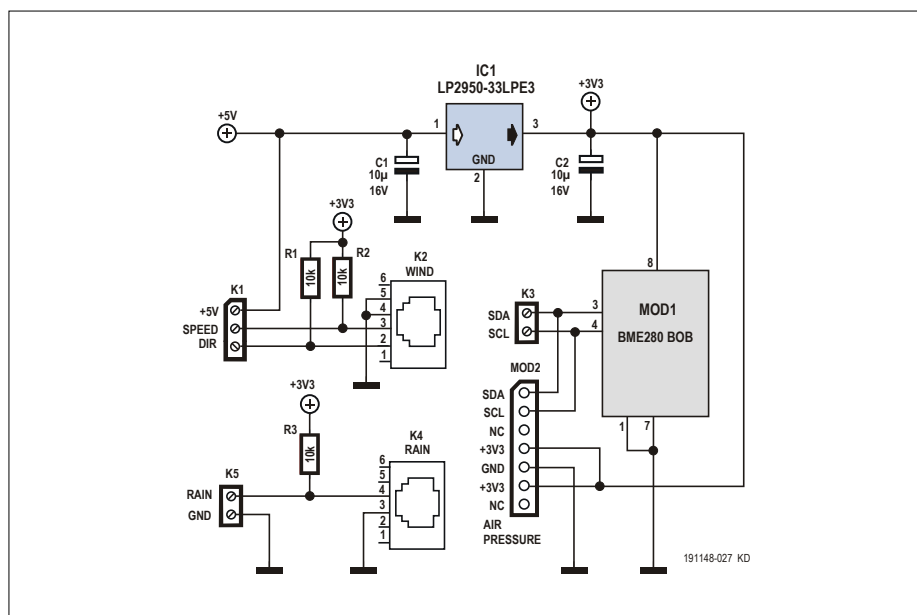 IC1
LP2950-33LPE3
+3V3
+5V
1
3
GND
2
C1
10µ
16V
C2
10µ
16V
+3V3
R1
R2
10k
10k
K2
WIND
6
5
4
3
2
1
K1
+5V
SPEED
DIR
8
K3
SDA
SCL
3
4
MOD1
BME280 BOB
1
7
MOD2
SDA
SCL
NC
+3V3
GND
+3V3
NC
AIR
PRESSURE
+3V3
R3
10k
K4
RAIN
6
5
4
3
2
1
K5
RAIN
GND
191148-027 KD